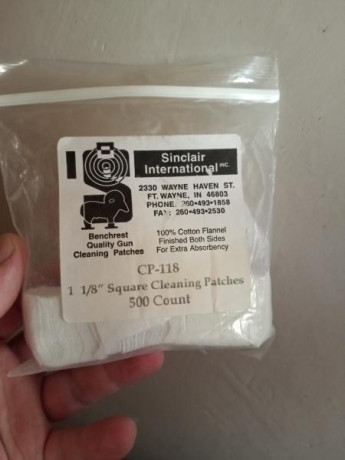 Sinclair
International INC.
2330 WAYNE HAVEN ST.
FT. WAYNE, IN 46803
PHONE: 260•493•1858
FAX: 260•493•2530
Benchrest
Quality Gun
Cleaning Patches
100% Cotton Flannel
Finished Both Sides
For Extra Absorbency
CP-118
1 1/8" Square Cleaning Patches
500 Count